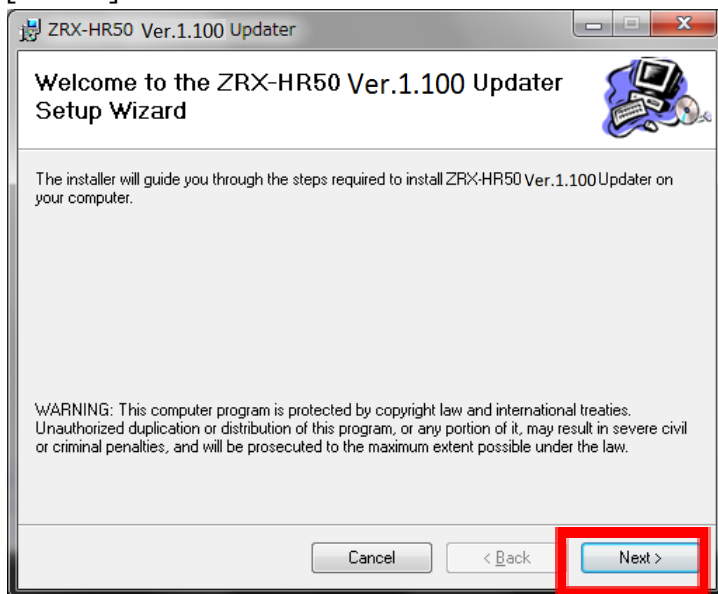 ZRX-HR50 Ver.1.100 Updater
Welcome to the ZRX-HR50 Ver.1.100 Updater
Setup Wizard
The installer will guide you through the steps required to install ZRX-HR50 Ver.1.100 Updater on
your computer.
WARNING: This computer program is protected by copyright law and international treaties.
Unauthorized duplication or distribution of this program, or any portion of it, may result in severe civil
or criminal penalties, and will be prosecuted to the maximum extent possible under the law.
Cancel
< Back
Next >